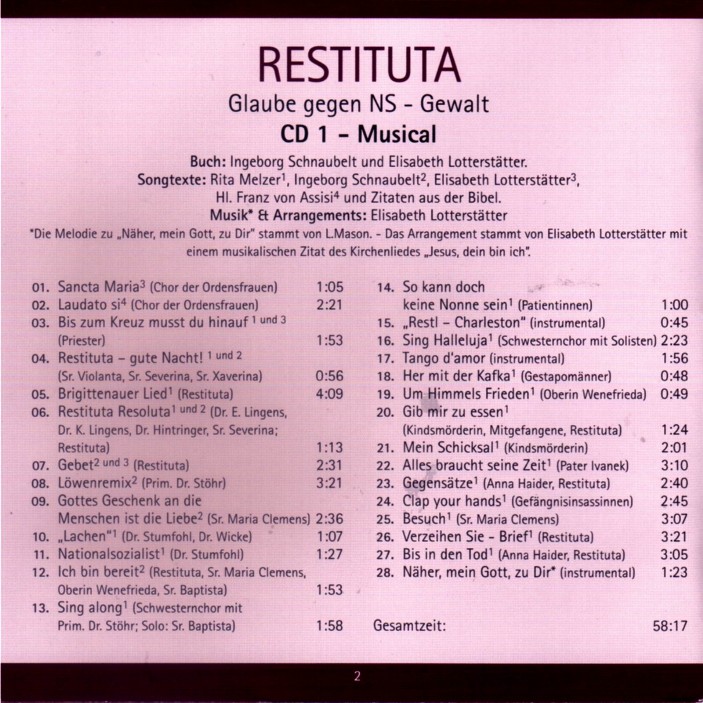 RESTITUTA
Glaube gegen NS - Gewalt
CD 1 - Musical
Buch: Ingeborg Schnaubelt und Elisabeth Lotterstätter.
Songtexte: Rita Melzer¹, Ingeborg Schnaubelt², Elisabeth Lotterstätter³,
Hl. Franz von Assisi⁴ und Zitaten aus der Bibel.
Musik* & Arrangements: Elisabeth Lotterstätter
*Die Melodie zu „Näher, mein Gott, zu Dir" stammt von L.Mason. - Das Arrangement stammt von Elisabeth Lotterstätter mit
einem musikalischen Zitat des Kirchenliedes „Jesus, dein bin ich".
01. Sancta Maria³ (Chor der Ordensfrauen) 1:05
02. Laudato si⁴ (Chor der Ordensfrauen) 2:21
03. Bis zum Kreuz musst du hinauf ¹ und ³
(Priester) 1:53
04. Restituta – gute Nacht! ¹ und ²
(Sr. Violanta, Sr. Severina, Sr. Xaverina) 0:56
05. Brigittenauer Lied¹ (Restituta) 4:09
06. Restituta Resoluta¹ und ² (Dr. E. Lingens,
Dr. K. Lingens, Dr. Hintringer, Sr. Severina;
Restituta) 1:13
07. Gebet² und ³ (Restituta) 2:31
08. Löwenremix² (Prim. Dr. Stöhr) 3:21
09. Gottes Geschenk an die
Menschen ist die Liebe² (Sr. Maria Clemens) 2:36
10. „Lachen"¹ (Dr. Stumfohl, Dr. Wicke) 1:07
11. Nationalsozialist¹ (Dr. Stumfohl) 1:27
12. Ich bin bereit² (Restituta, Sr. Maria Clemens,
Oberin Wenefrieda, Sr. Baptista) 1:53
13. Sing along¹ (Schwesternchor mit
Prim. Dr. Stöhr; Solo: Sr. Baptista) 1:58
14. So kann doch
keine Nonne sein¹ (Patientinnen) 1:00
15. „Restl – Charleston" (instrumental) 0:45
16. Sing Halleluja¹ (Schwesternchor mit Solisten) 2:23
17. Tango d'amor (instrumental) 1:56
18. Her mit der Kafka¹ (Gestapomänner) 0:48
19. Um Himmels Frieden¹ (Oberin Wenefrieda) 0:49
20. Gib mir zu essen¹
(Kindsmörderin, Mitgefangene, Restituta) 1:24
21. Mein Schicksal¹ (Kindsmörderin) 2:01
22. Alles braucht seine Zeit¹ (Pater Ivanek) 3:10
23. Gegensätze¹ (Anna Haider, Restituta) 2:40
24. Clap your hands¹ (Gefängnisinsassinnen) 2:45
25. Besuch¹ (Sr. Maria Clemens) 3:07
26. Verzeihen Sie - Brief¹ (Restituta) 3:21
27. Bis in den Tod¹ (Anna Haider, Restituta) 3:05
28. Näher, mein Gott, zu Dir* (instrumental) 1:23
Gesamtzeit: 58:17
2